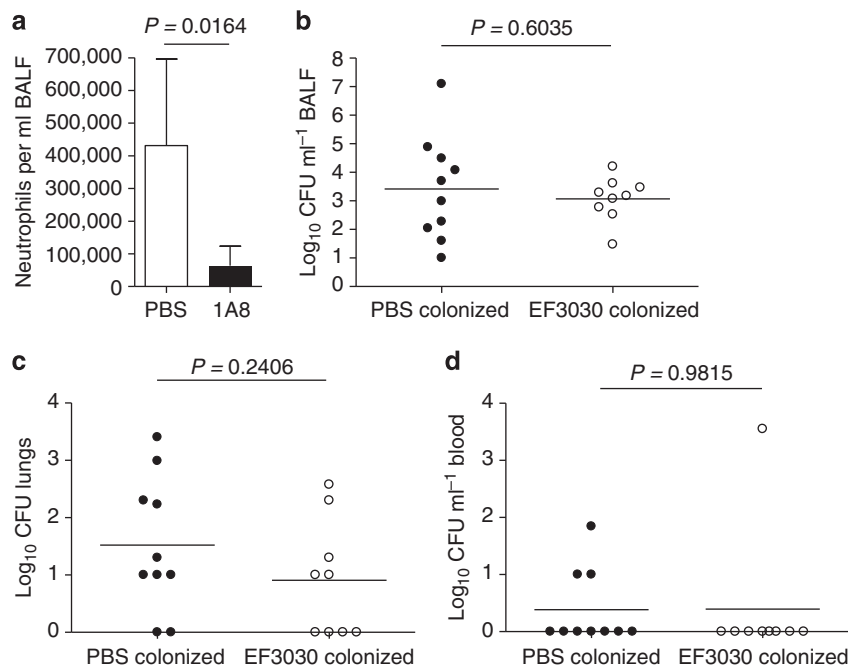 a
P = 0.0164
Neutrophils per ml BALF
700,000
600,000
500,000
400,000
300,000
200,000
100,000
0
PBS 1A8
b
P = 0.6035
Log10 CFU ml−1 BALF
8
7
6
5
4
3
2
1
0
PBS colonized EF3030 colonized
c
P = 0.2406
Log10 CFU lungs
4
3
2
1
0
PBS colonized EF3030 colonized
d
P = 0.9815
Log10 CFU ml−1 blood
4
3
2
1
0
PBS colonized EF3030 colonized